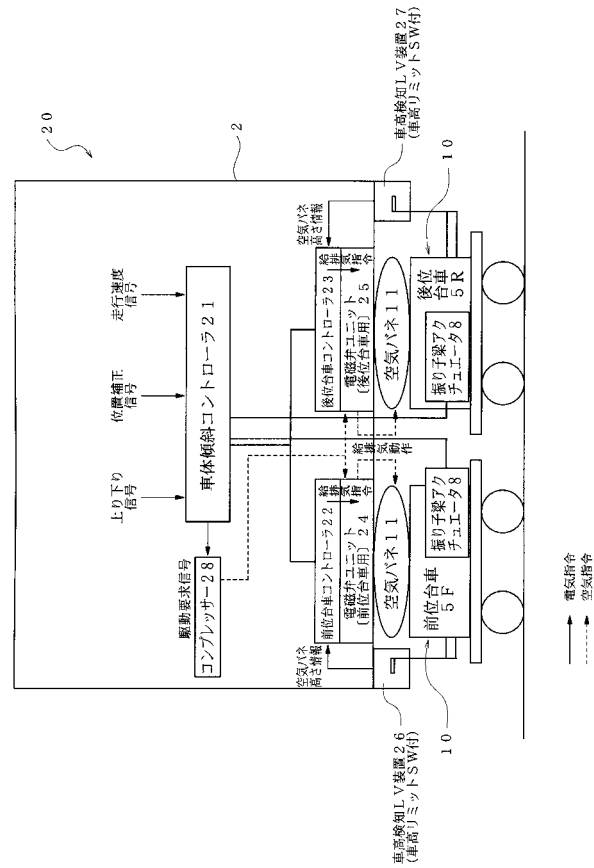 20
2
上り下り
信号
位置補正
信号
走行速度
信号
車体傾斜コントローラ21
駆動要求信号
コンプレッサー28
空気バネ
高さ情報
前位台車コントローラ22
給気
排気
指令
電磁弁ユニット
〔前位台車用〕24
空気バネ
高さ情報
後位台車コントローラ23
給気
排気
指令
電磁弁ユニット
〔後位台車用〕25
給排気動作
空気バネ11
空気バネ11
車高検知LV装置26
(車高リミットSW付)
車高検知LV装置27
(車高リミットSW付)
前位台車
5F
振り子梁アク
チュエータ8
後位
台車
5R
振り子梁アク
チュエータ8
10
10
電気指令
空気指令